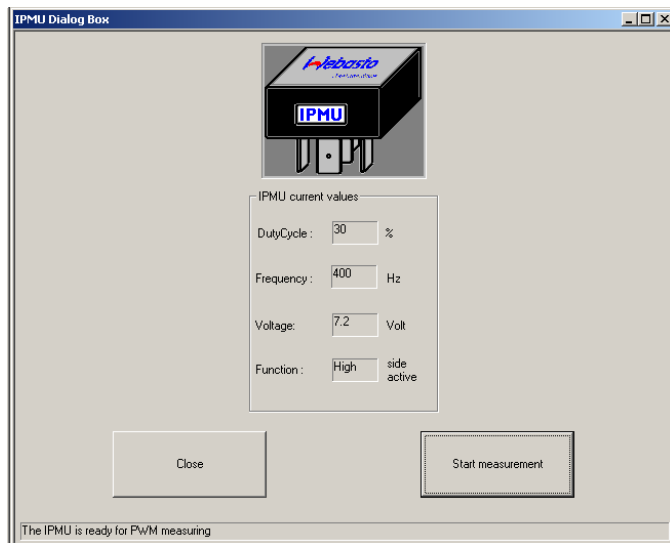 IPMU Dialog Box
Webasto
IPMU
IPMU current values
DutyCycle : 30 %
Frequency : 400 Hz
Voltage: 7.2 Volt
Function : High side active
Close
Start measurement
The IPMU is ready for PWM measuring